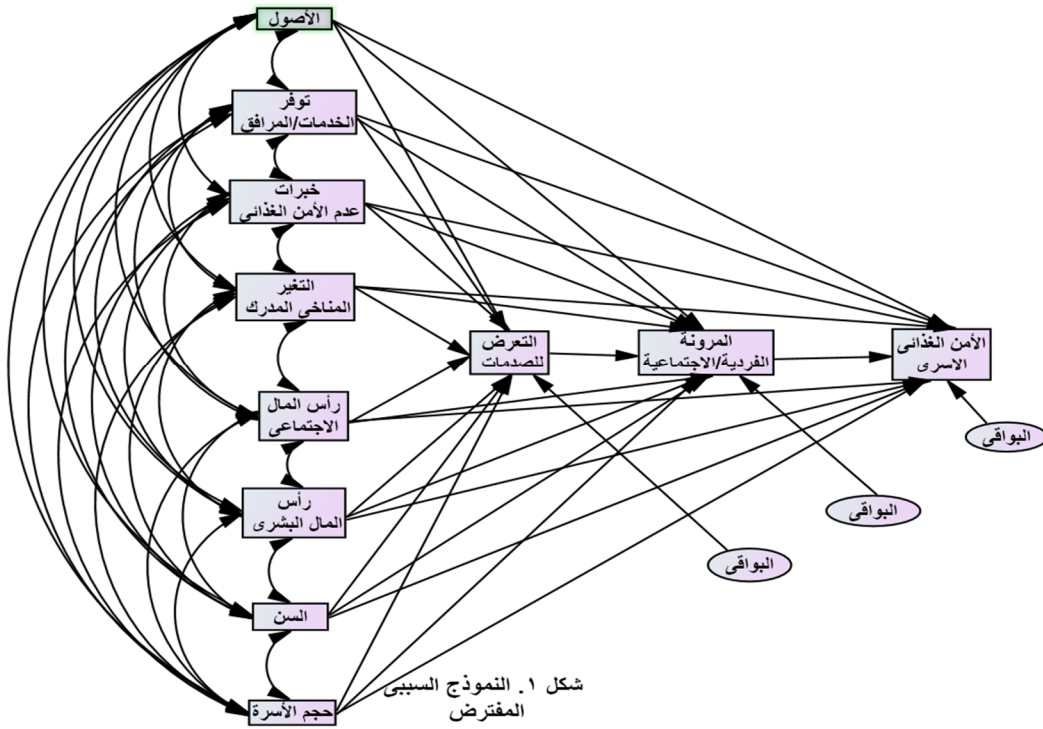 الأصول
توفر
الخدمات/المرافق
خبرات
عدم الأمن الغذائى
التغير
المناخى المدرك
التعرض
للصدمات
المرونة
الفردية/الاجتماعية
الأمن الغذائى
الاسرى
رأس المال
الاجتماعى
البواقى
رأس
المال البشرى
البواقى
البواقى
السن
حجم الأسرة
شكل ١. النموذج السببى
المفترض